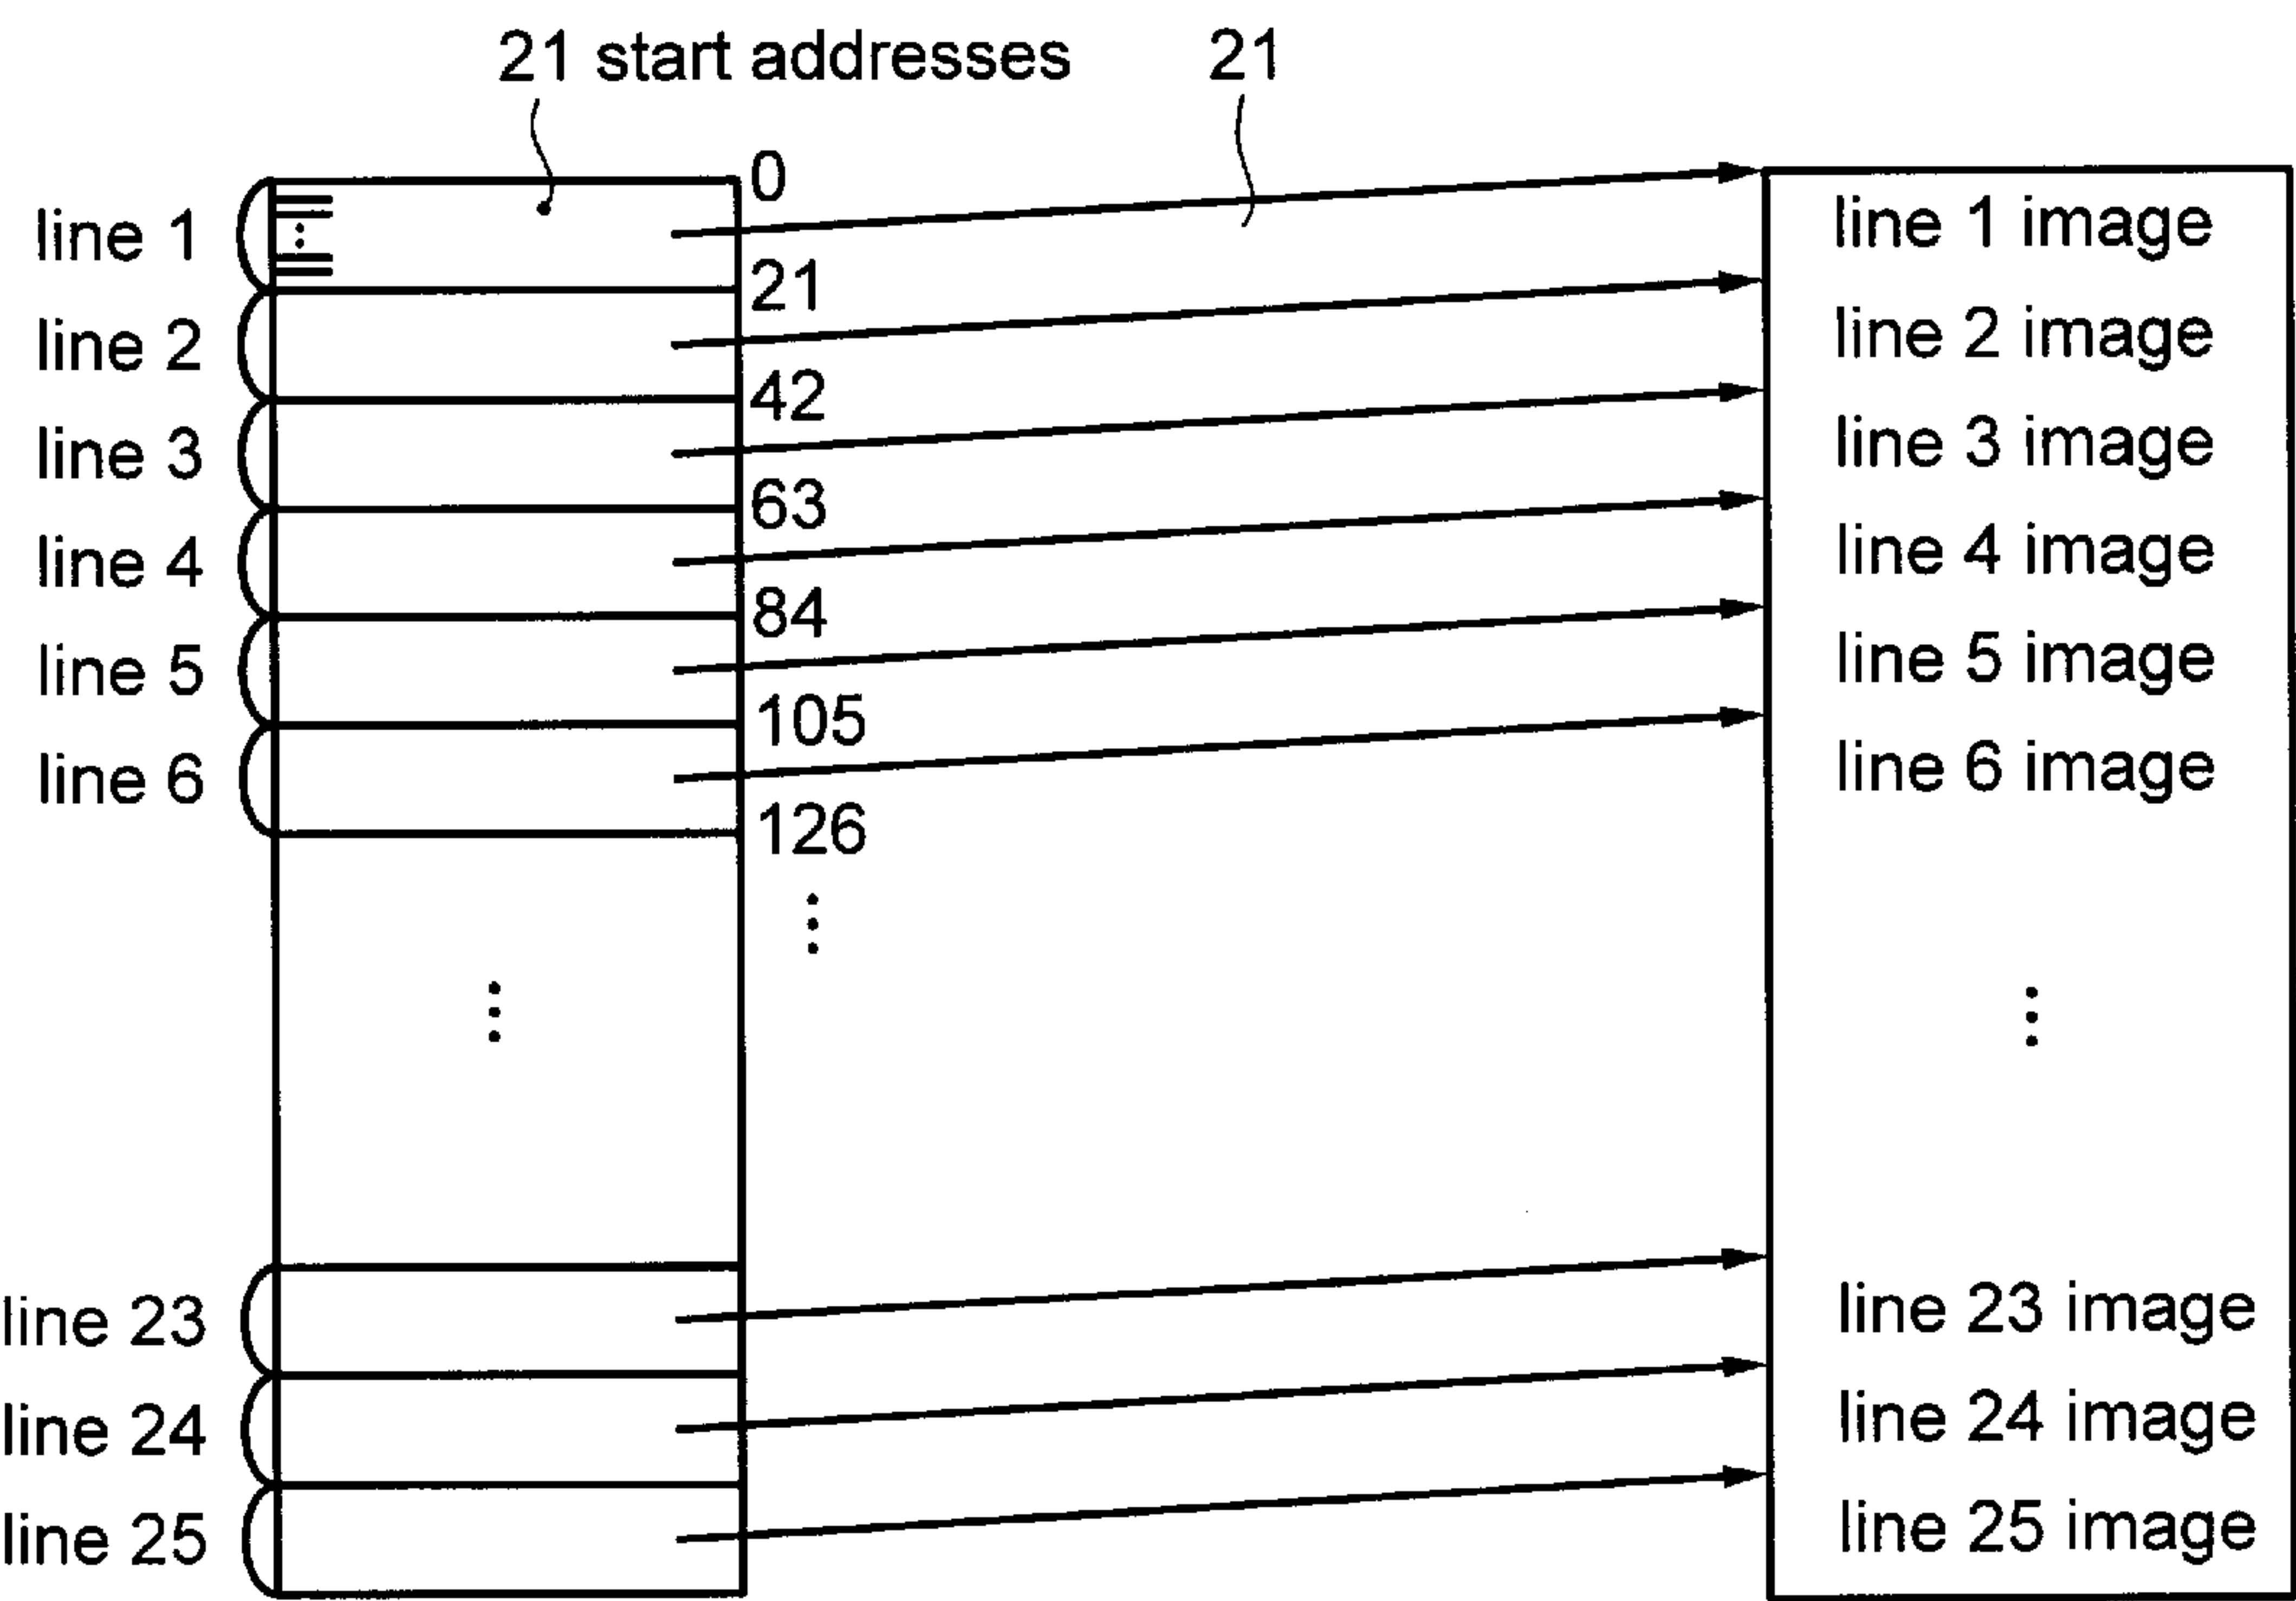 21 start addresses 21
0
line 1 line 1 image
21
line 2 line 2 image
42
line 3 line 3 image
63
line 4 line 4 image
84
line 5 line 5 image
105
line 6 line 6 image
126
line 23 line 23 image
line 24 line 24 image
line 25 line 25 image